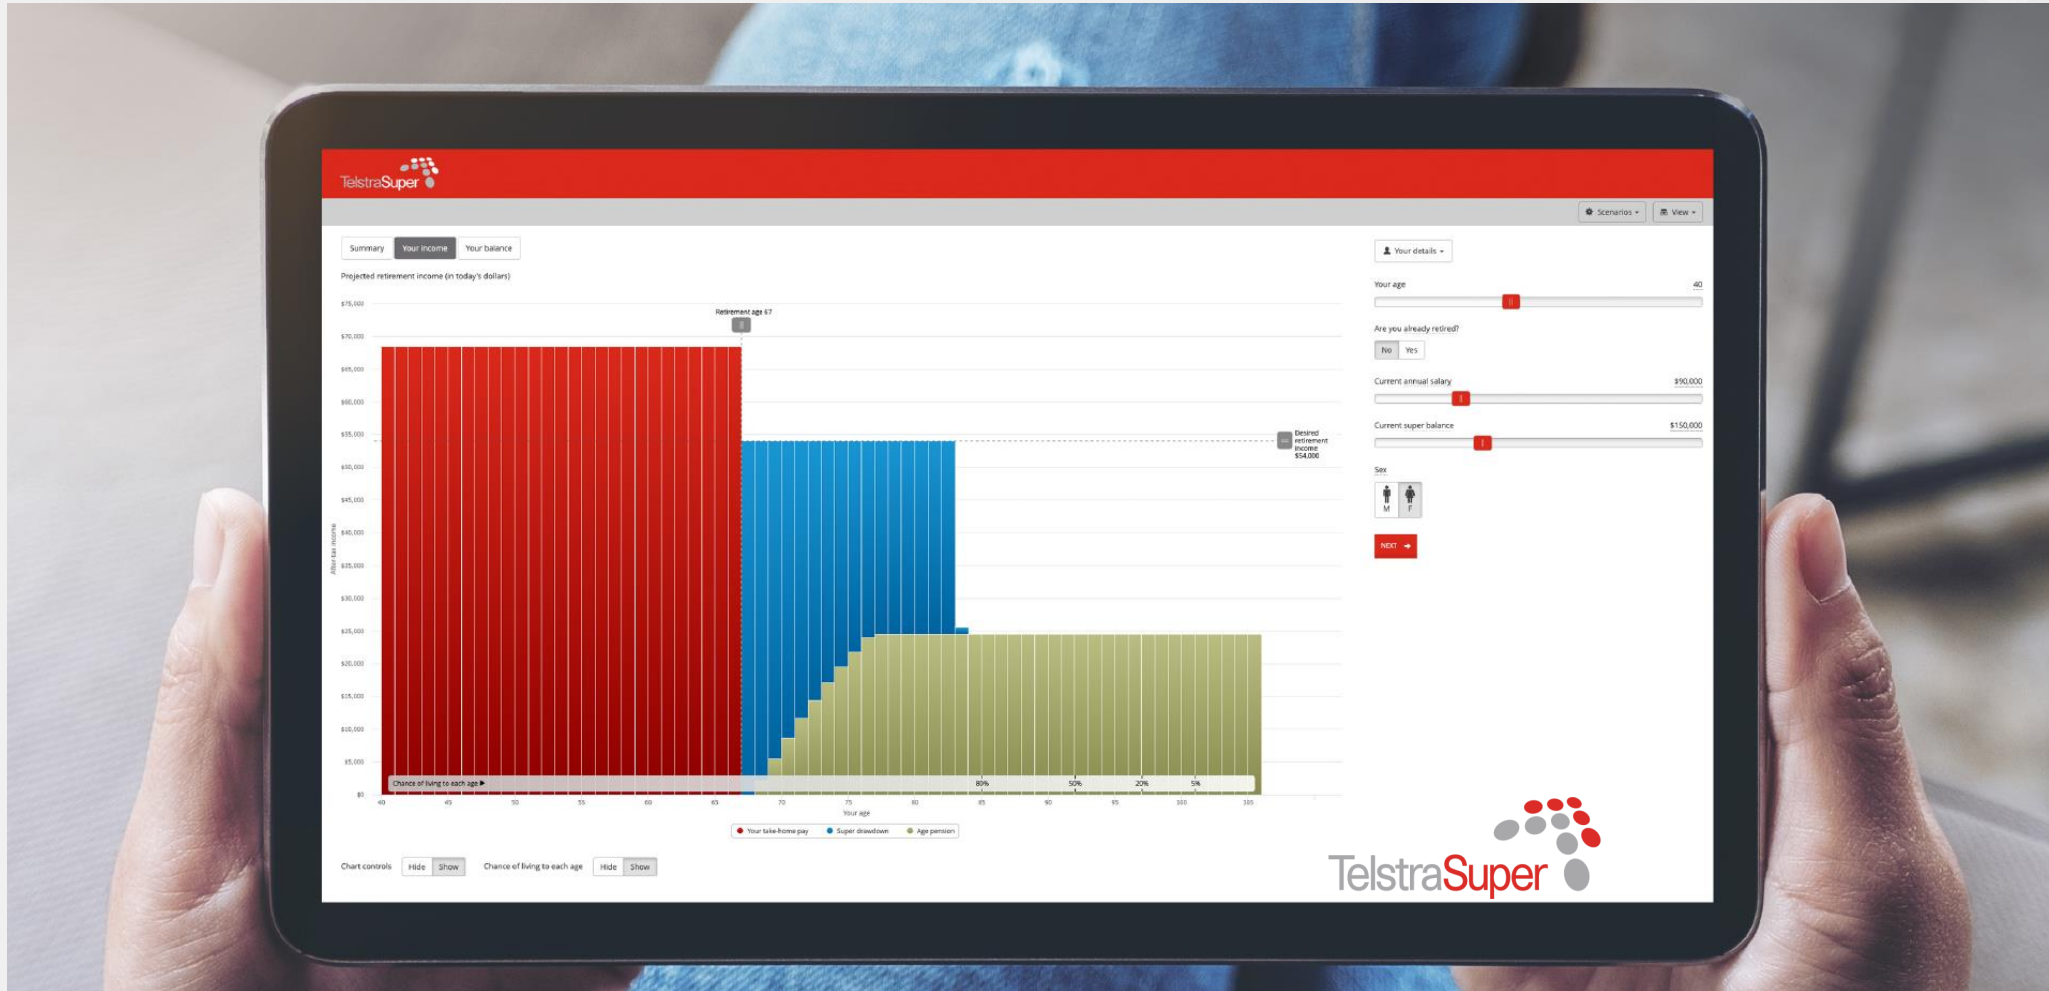 TelstraSuper
Scenarios
View
Summary
Your income
Your balance
Your details
Projected retirement income (in today's dollars)
Your age
40
$75,000
Retirement age 67
$70,000
Are you already retired?
No
Yes
$65,000
Current annual salary
$90,000
$60,000
Current super balance
$150,000
$55,000
Desired
retirement
income
$54,000
$50,000
Sex
M
F
$45,000
$40,000
NEXT
After-tax income
$35,000
$30,000
$25,000
$20,000
$15,000
$10,000
$5,000
Chance of living to each age
80%
50%
20%
5%
$0
40
45
50
55
60
65
70
75
80
85
90
95
100
105
Your age
Your take-home pay
Super drawdown
Age pension
Chart controls
Hide
Show
Chance of living to each age
Hide
Show
TelstraSuper